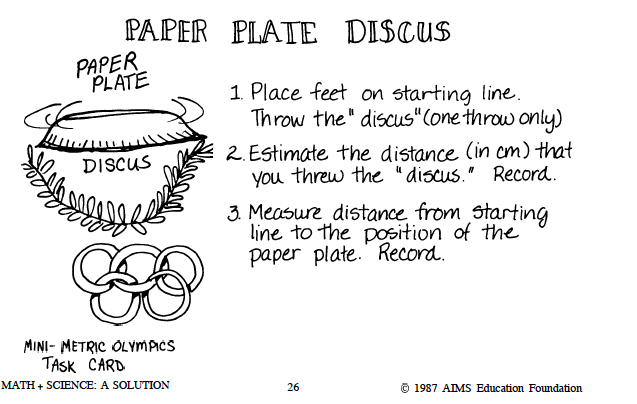 PAPER PLATE DISCUS
PAPER
PLATE
DISCUS
1. Place feet on starting line.
Throw the "discus" (one throw only)
2. Estimate the distance (in cm) that
you threw the "discus." Record.
3. Measure distance from starting
line to the position of the
paper plate. Record.
MINI-METRIC OLYMPICS
TASK CARD
MATH + SCIENCE: A SOLUTION
26
© 1987 AIMS Education Foundation